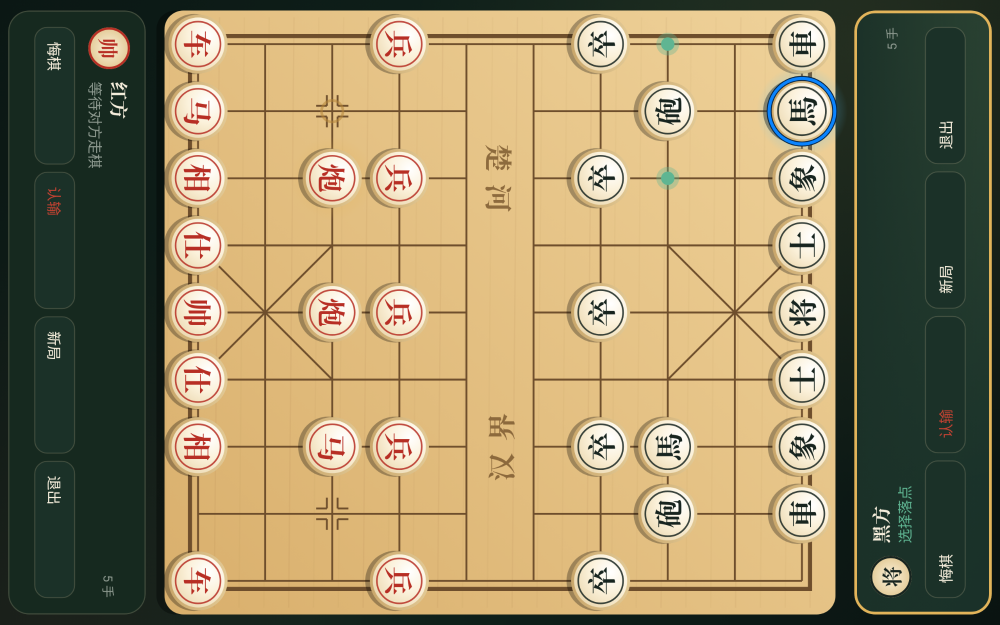 帅
红方
等待对方走棋
悔棋
认输
新局
退出
5 手
车
马
相
仕
帅
仕
相
车
炮
炮
马
兵
兵
兵
兵
兵
楚河
汉界
卒
卒
卒
卒
卒
砲
馬
砲
車
馬
象
士
将
士
象
車
将
黑方
选择落点
悔棋
认输
新局
退出
5 手